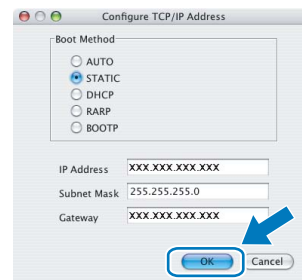 Configure TCP/IP Address
Boot Method
AUTO
STATIC
DHCP
RARP
BOOTP
IP Address XXX.XXX.XXX.XXX
Subnet Mask 255.255.255.0
Gateway XXX.XXX.XXX.XXX
OK Cancel